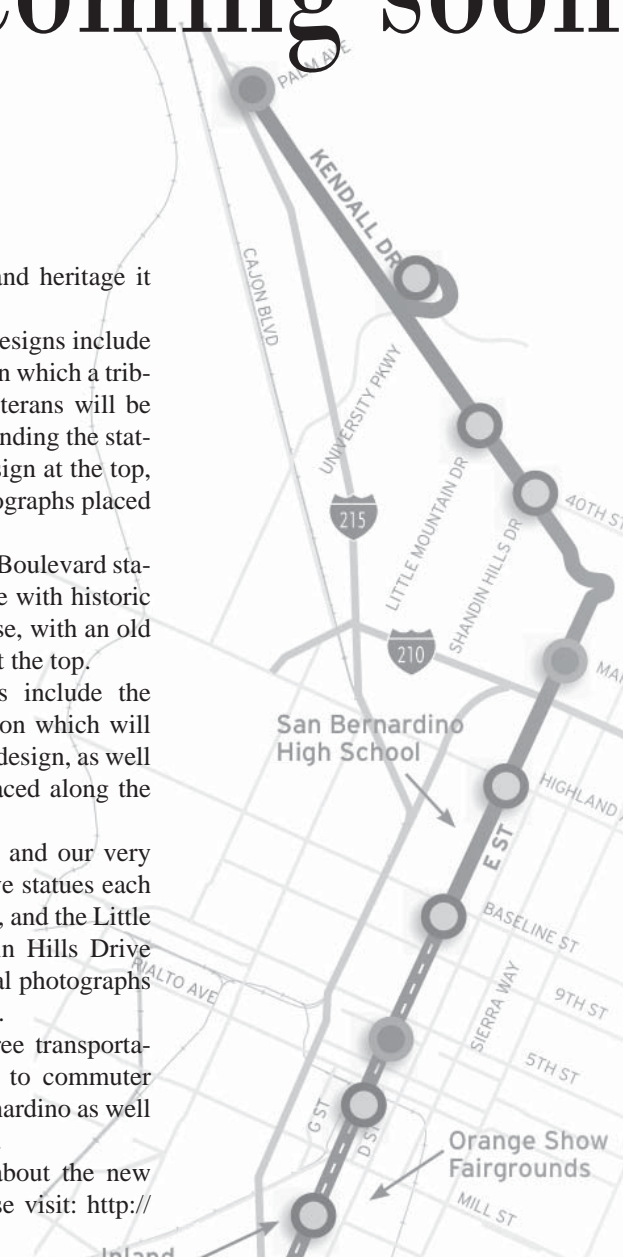 coming soon
and heritage it
esigns include
n which a trib-
terans will be
nding the stat-
sign at the top,
ographs placed
Boulevard sta-
e with historic
se, with an old
t the top.
s include the
on which will
design, as well
aced along the
and our very
ve statues each
, and the Little
in Hills Drive
al photographs
.
ree transporta-
to commuter
nardino as well
about the new
se visit: http://
PALM AVE
KENDALL DR
CAJON BLVD
UNIVERSITY PKWY
LITTLE MOUNTAIN DR
SHANDIN HILLS DR
40TH ST
215
210
MAR
San Bernardino
High School
HIGHLAND A
E ST
BASELINE ST
RIALTO AVE
SIERRA WAY
9TH ST
5TH ST
G ST
D ST
Orange Show
Fairgrounds
MILL ST
Inland